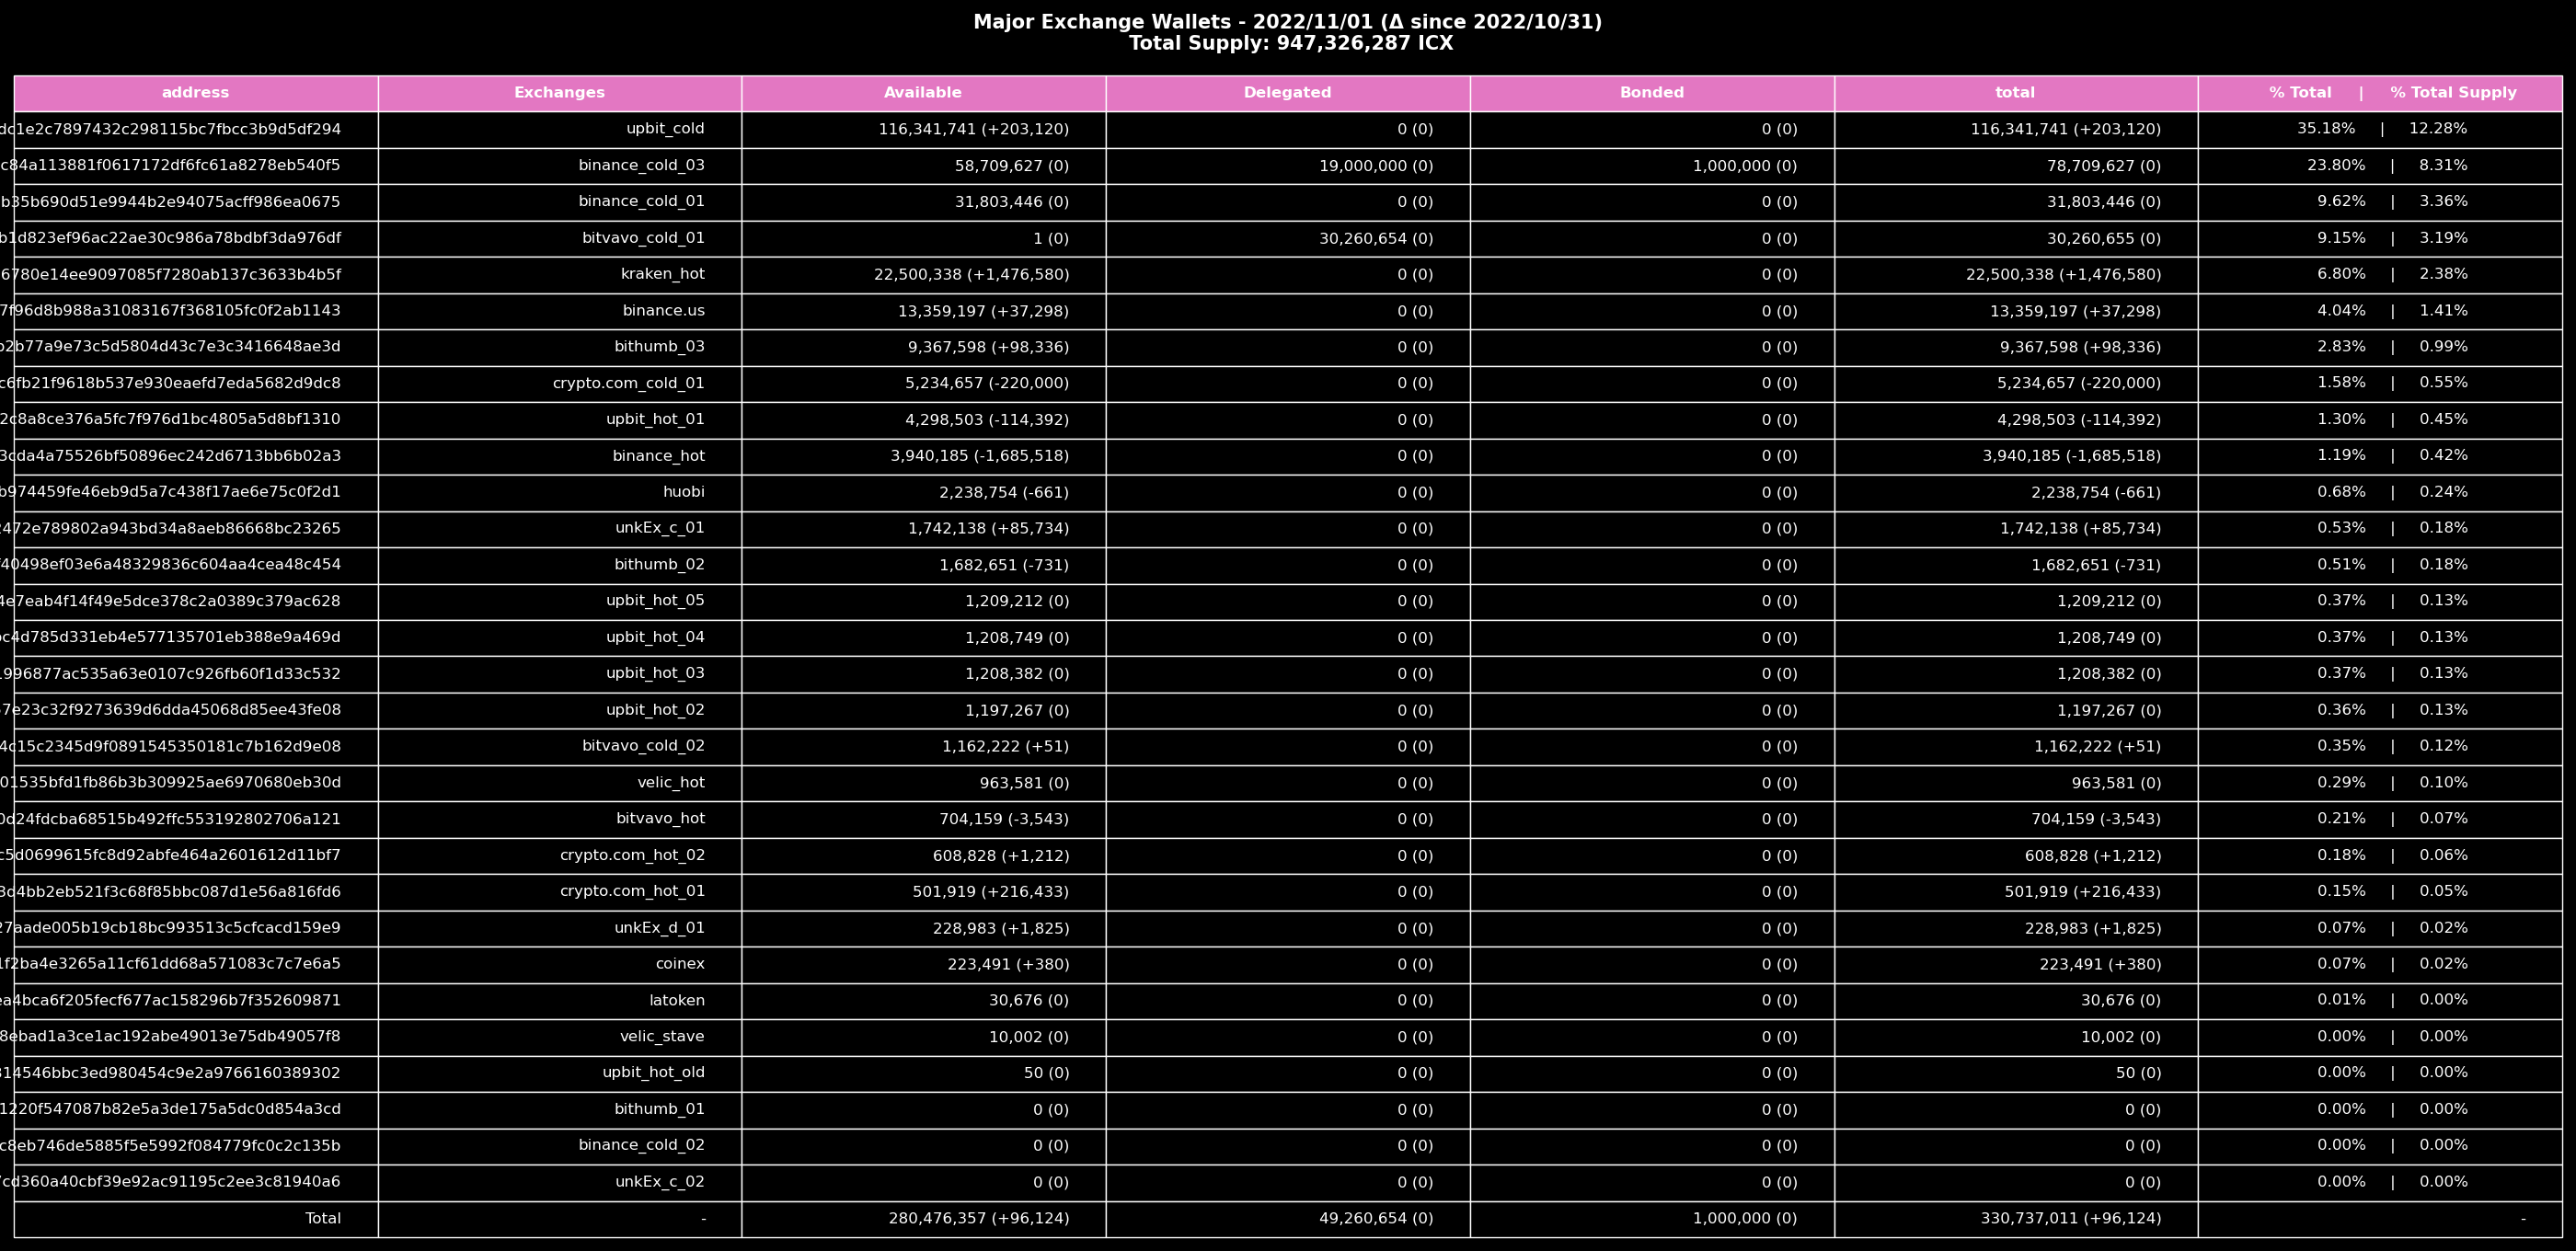 Major Exchange Wallets - 2022/11/01 (Δ since 2022/10/31)
Total Supply: 947,326,287 ICX
address Exchanges Available Delegated Bonded total % Total | % Total Supply
dc1e2c7897432c298115bc7fbcc3b9d5df294 upbit_cold 116,341,741 (+203,120) 0 (0) 0 (0) 116,341,741 (+203,120) 35.18% | 12.28%
c84a113881f0617172df6fc61a8278eb540f5 binance_cold_03 58,709,627 (0) 19,000,000 (0) 1,000,000 (0) 78,709,627 (0) 23.80% | 8.31%
b35b690d51e9944b2e94075acff986ea0675 binance_cold_01 31,803,446 (0) 0 (0) 0 (0) 31,803,446 (0) 9.62% | 3.36%
b1d823ef96ac22ae30c986a78bdbf3da976df bitvavo_cold_01 1 (0) 30,260,654 (0) 0 (0) 30,260,655 (0) 9.15% | 3.19%
6780e14ee9097085f7280ab137c3633b4b5f kraken_hot 22,500,338 (+1,476,580) 0 (0) 0 (0) 22,500,338 (+1,476,580) 6.80% | 2.38%
7f96d8b988a31083167f368105fc0f2ab1143 binance.us 13,359,197 (+37,298) 0 (0) 0 (0) 13,359,197 (+37,298) 4.04% | 1.41%
b2b77a9e73c5d5804d43c7e3c3416648ae3d bithumb_03 9,367,598 (+98,336) 0 (0) 0 (0) 9,367,598 (+98,336) 2.83% | 0.99%
c6fb21f9618b537e930eaefd7eda5682d9dc8 crypto.com_cold_01 5,234,657 (-220,000) 0 (0) 0 (0) 5,234,657 (-220,000) 1.58% | 0.55%
2c8a8ce376a5fc7f976d1bc4805a5d8bf1310 upbit_hot_01 4,298,503 (-114,392) 0 (0) 0 (0) 4,298,503 (-114,392) 1.30% | 0.45%
3cda4a75526bf50896ec242d6713bb6b02a3 binance_hot 3,940,185 (-1,685,518) 0 (0) 0 (0) 3,940,185 (-1,685,518) 1.19% | 0.42%
b974459fe46eb9d5a7c438f17ae6e75c0f2d1 huobi 2,238,754 (-661) 0 (0) 0 (0) 2,238,754 (-661) 0.68% | 0.24%
2472e789802a943bd34a8aeb86668bc23265 unkEx_c_01 1,742,138 (+85,734) 0 (0) 0 (0) 1,742,138 (+85,734) 0.53% | 0.18%
f40498ef03e6a48329836c604aa4cea48c454 bithumb_02 1,682,651 (-731) 0 (0) 0 (0) 1,682,651 (-731) 0.51% | 0.18%
4e7eab4f14f49e5dce378c2a0389c379ac628 upbit_hot_05 1,209,212 (0) 0 (0) 0 (0) 1,209,212 (0) 0.37% | 0.13%
bc4d785d331eb4e577135701eb388e9a469d upbit_hot_04 1,208,749 (0) 0 (0) 0 (0) 1,208,749 (0) 0.37% | 0.13%
1996877ac535a63e0107c926fb60f1d33c532 upbit_hot_03 1,208,382 (0) 0 (0) 0 (0) 1,208,382 (0) 0.37% | 0.13%
57e23c32f9273639d6dda45068d85ee43fe08 upbit_hot_02 1,197,267 (0) 0 (0) 0 (0) 1,197,267 (0) 0.36% | 0.13%
4c15c2345d9f0891545350181c7b162d9e08 bitvavo_cold_02 1,162,222 (+51) 0 (0) 0 (0) 1,162,222 (+51) 0.35% | 0.12%
01535bfd1fb86b3b309925ae6970680eb30d velic_hot 963,581 (0) 0 (0) 0 (0) 963,581 (0) 0.29% | 0.10%
0d24fdcba68515b492ffc553192802706a121 bitvavo_hot 704,159 (-3,543) 0 (0) 0 (0) 704,159 (-3,543) 0.21% | 0.07%
c5d0699615fc8d92abfe464a2601612d11bf7 crypto.com_hot_02 608,828 (+1,212) 0 (0) 0 (0) 608,828 (+1,212) 0.18% | 0.06%
3d4bb2eb521f3c68f85bbc087d1e56a816fd6 crypto.com_hot_01 501,919 (+216,433) 0 (0) 0 (0) 501,919 (+216,433) 0.15% | 0.05%
27aade005b19cb18bc993513c5cfcacd159e9 unkEx_d_01 228,983 (+1,825) 0 (0) 0 (0) 228,983 (+1,825) 0.07% | 0.02%
1f2ba4e3265a11cf61dd68a571083c7c7e6a5 coinex 223,491 (+380) 0 (0) 0 (0) 223,491 (+380) 0.07% | 0.02%
ea4bca6f205fecf677ac158296b7f352609871 latoken 30,676 (0) 0 (0) 0 (0) 30,676 (0) 0.01% | 0.00%
8ebad1a3ce1ac192abe49013e75db49057f8 velic_stave 10,002 (0) 0 (0) 0 (0) 10,002 (0) 0.00% | 0.00%
314546bbc3ed980454c9e2a9766160389302 upbit_hot_old 50 (0) 0 (0) 0 (0) 50 (0) 0.00% | 0.00%
1220f547087b82e5a3de175a5dc0d854a3cd bithumb_01 0 (0) 0 (0) 0 (0) 0 (0) 0.00% | 0.00%
c8eb746de5885f5e5992f084779fc0c2c135b binance_cold_02 0 (0) 0 (0) 0 (0) 0 (0) 0.00% | 0.00%
7cd360a40cbf39e92ac91195c2ee3c81940a6 unkEx_c_02 0 (0) 0 (0) 0 (0) 0 (0) 0.00% | 0.00%
Total - 280,476,357 (+96,124) 49,260,654 (0) 1,000,000 (0) 330,737,011 (+96,124) -